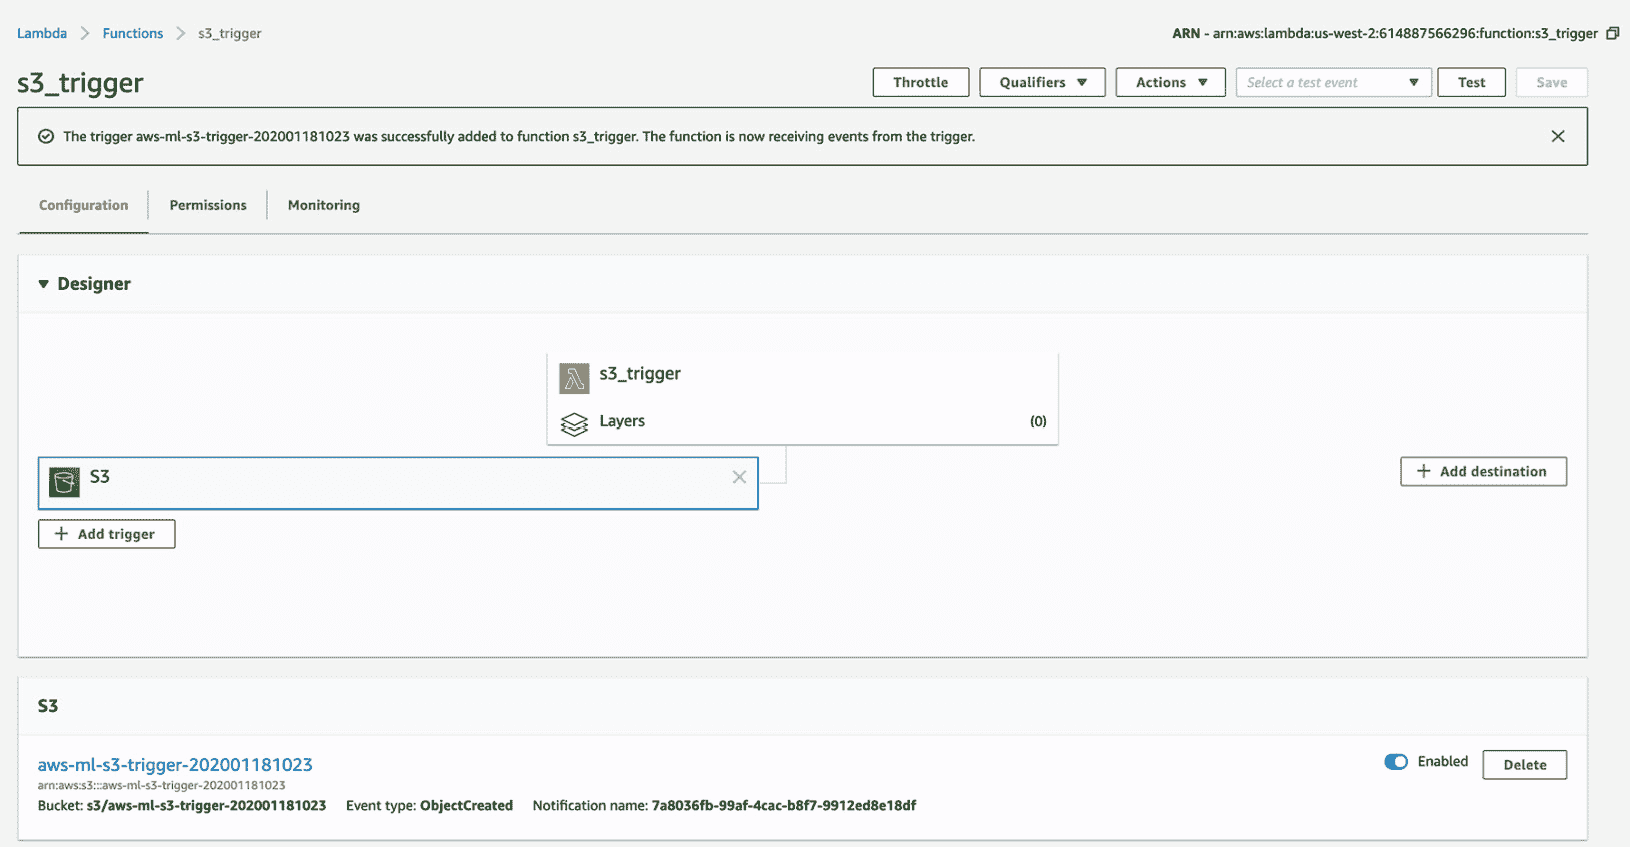 Lambda > Functions > s3_trigger
ARN - arn:aws:lambda:us-west-2:614887566296:function:s3_trigger
s3_trigger
Throttle Qualifiers Actions Select a test event Test Save
The trigger aws-ml-s3-trigger-202001181023 was successfully added to function s3_trigger. The function is now receiving events from the trigger.
Configuration Permissions Monitoring
Designer
s3_trigger
Layers (0)
S3
+ Add destination
+ Add trigger
S3
aws-ml-s3-trigger-202001181023
Enabled Delete
arn:aws:s3:::aws-ml-s3-trigger-202001181023
Bucket: s3/aws-ml-s3-trigger-202001181023 Event type: ObjectCreated Notification name: 7a8036fb-99af-4cac-b8f7-9912ed8e18df